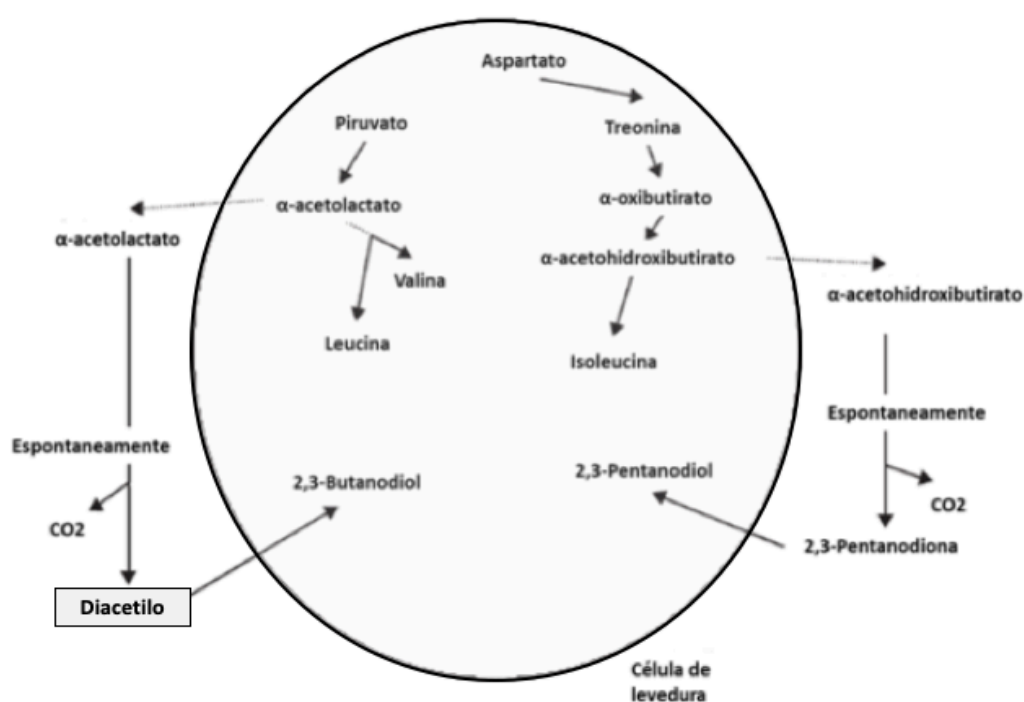 Aspartato
Piruvato
Treonina
α-acetolactato
α-oxibutirato
α-acetolactato
α-acetohidroxibutirato
Valina
α-acetohidroxibutirato
Leucina
Isoleucina
Espontaneamente
Espontaneamente
2,3-Butanodiol
2,3-Pentanodiol
CO2
CO2
2,3-Pentanodiona
Diacetilo
Célula de
levedura